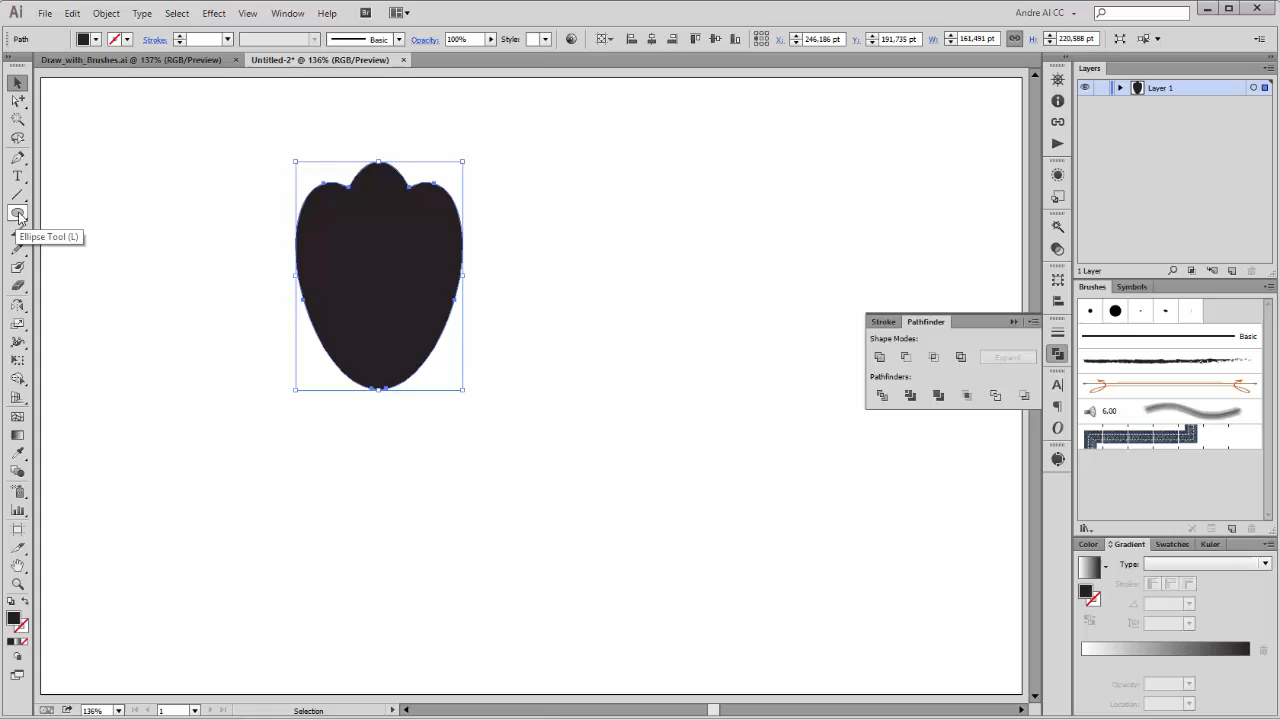 Ai File Edit Object Type Select Effect View Window Help Br Andre AI CC
Path Stroke: Basic Opacity: 100% Style: X: 246,186 pt Y: 191,735 pt W: 161,491 pt H: 220,588 pt
Draw_with_Brushes.ai @ 137% (RGB/Preview) × Untitled-2* @ 136% (RGB/Preview) ×
Layers
Layer 1
Ellipse Tool (L)
1 Layer
Brushes Symbols
Basic
6,00
Stroke Pathfinder
Shape Modes:
Expand
Pathfinders:
Color Gradient Swatches Kuler
Type:
Stroke:
Opacity:
Location:
136% 1 Selection